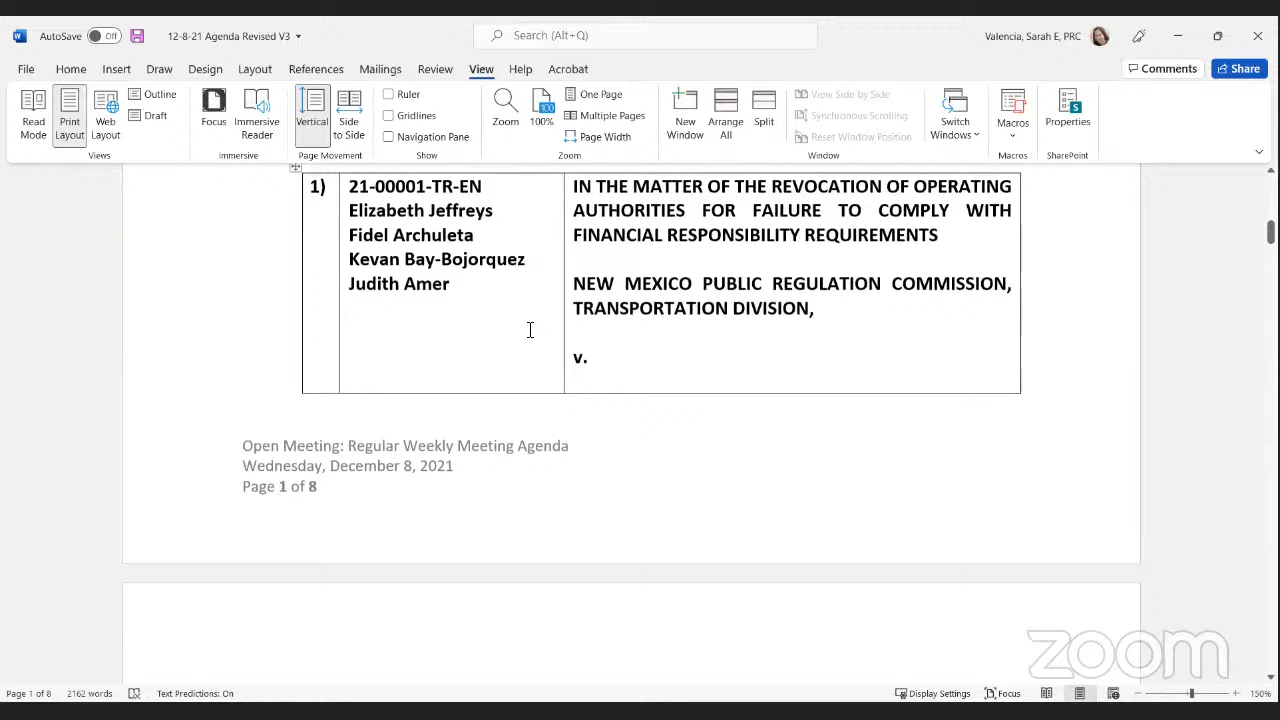 AutoSave Off 12-8-21 Agenda Revised V3 Search (Alt+Q) Valencia, Sarah E, PRC
File Home Insert Draw Design Layout References Mailings Review View Help Acrobat Comments Share
Read Mode
Print Layout
Web Layout
Outline
Draft
Views
Focus
Immersive Reader
Immersive
Vertical
Side to Side
Page Movement
Ruler
Gridlines
Navigation Pane
Show
Zoom
100
100%
One Page
Multiple Pages
Page Width
Zoom
New Window
Arrange All
Split
View Side by Side
Synchronous Scrolling
Reset Window Position
Window
Switch Windows
Macros
Macros
Properties
SharePoint
1)
21-00001-TR-EN
Elizabeth Jeffreys
Fidel Archuleta
Kevan Bay-Bojorquez
Judith Amer
IN THE MATTER OF THE REVOCATION OF OPERATING
AUTHORITIES FOR FAILURE TO COMPLY WITH
FINANCIAL RESPONSIBILITY REQUIREMENTS
NEW MEXICO PUBLIC REGULATION COMMISSION,
TRANSPORTATION DIVISION,
v.
Open Meeting: Regular Weekly Meeting Agenda
Wednesday, December 8, 2021
Page 1 of 8
zoom
Page 1 of 8 2162 words Text Predictions: On Display Settings Focus 150%